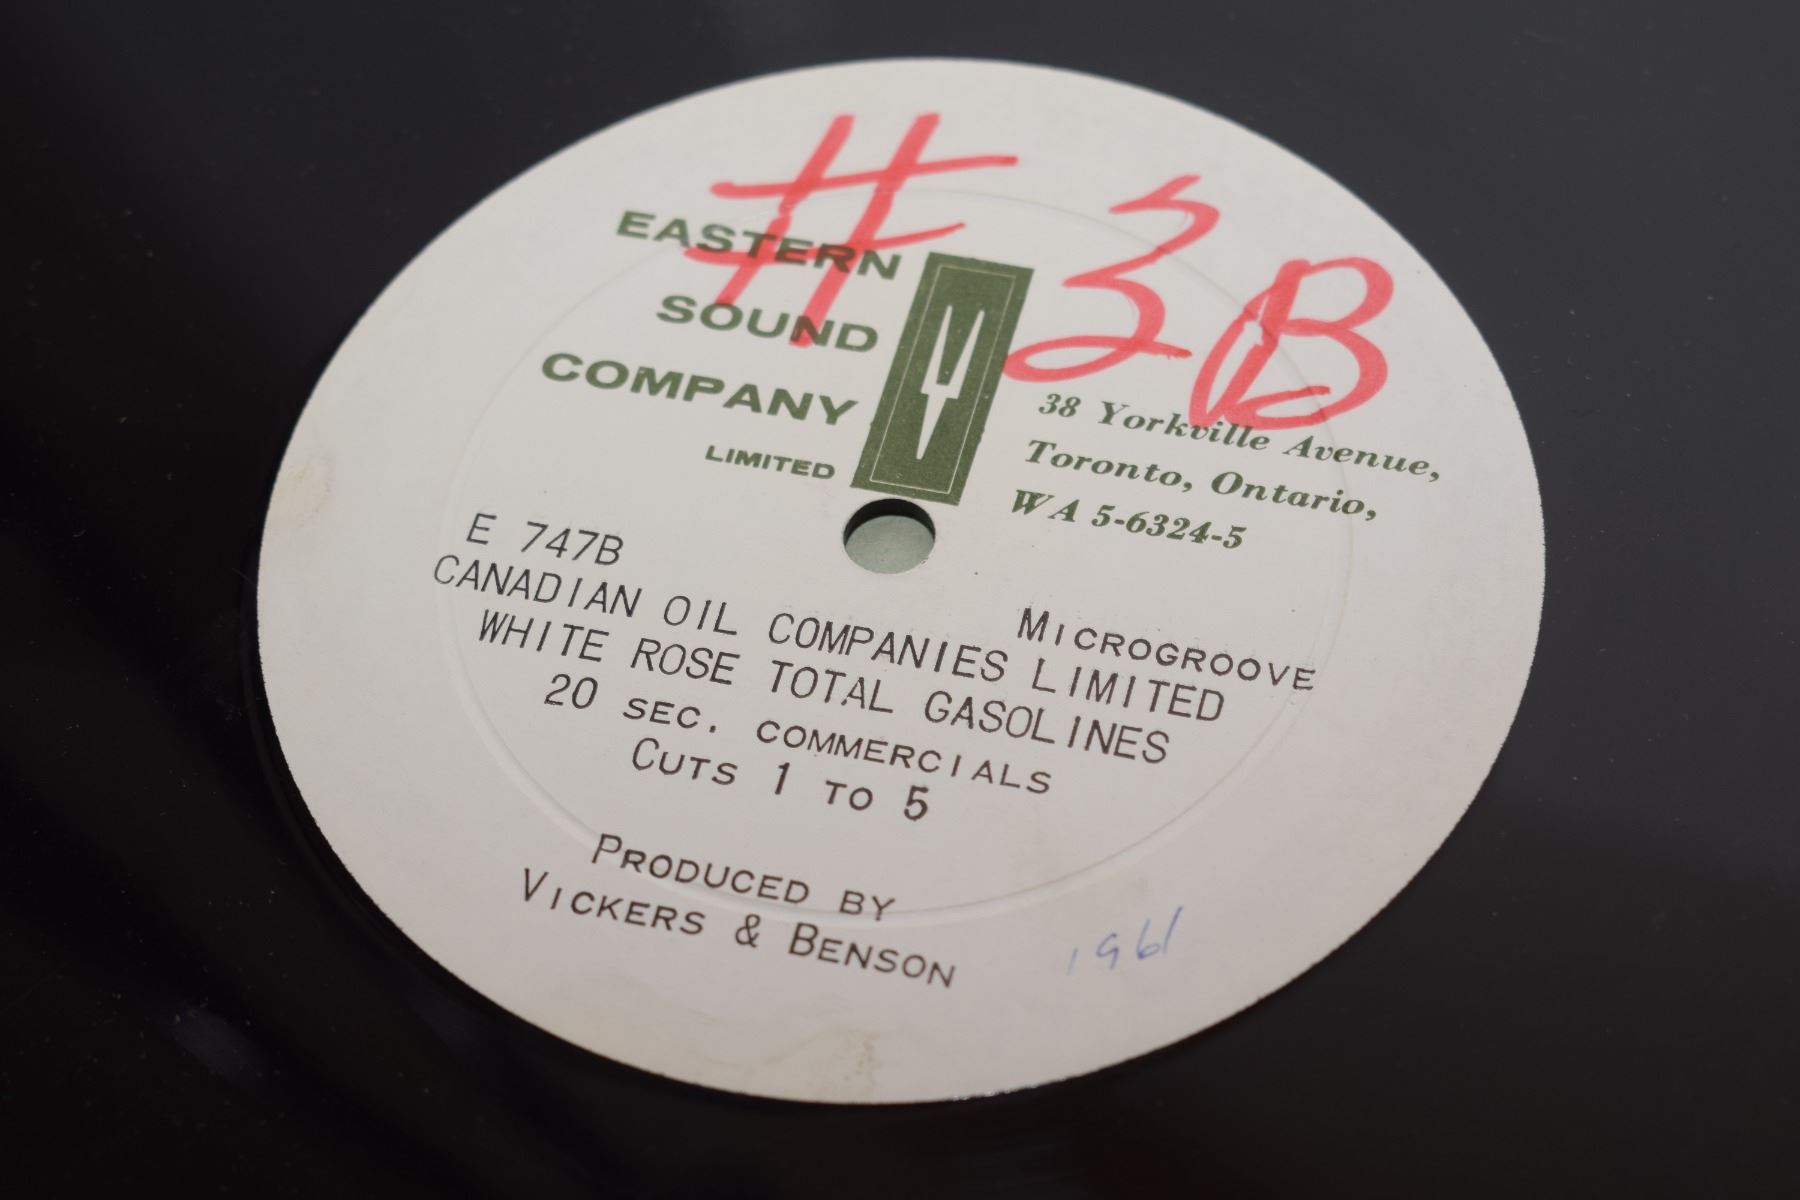 # 3B
EASTERN
SOUND
COMPANY
LIMITED
38 Yorkville Avenue,
Toronto, Ontario,
WA 5-6324-5
E 747B
MICROGROOVE
CANADIAN OIL COMPANIES LIMITED
WHITE ROSE TOTAL GASOLINES
20 SEC. COMMERCIALS
CUTS 1 TO 5
PRODUCED BY
VICKERS & BENSON
1961